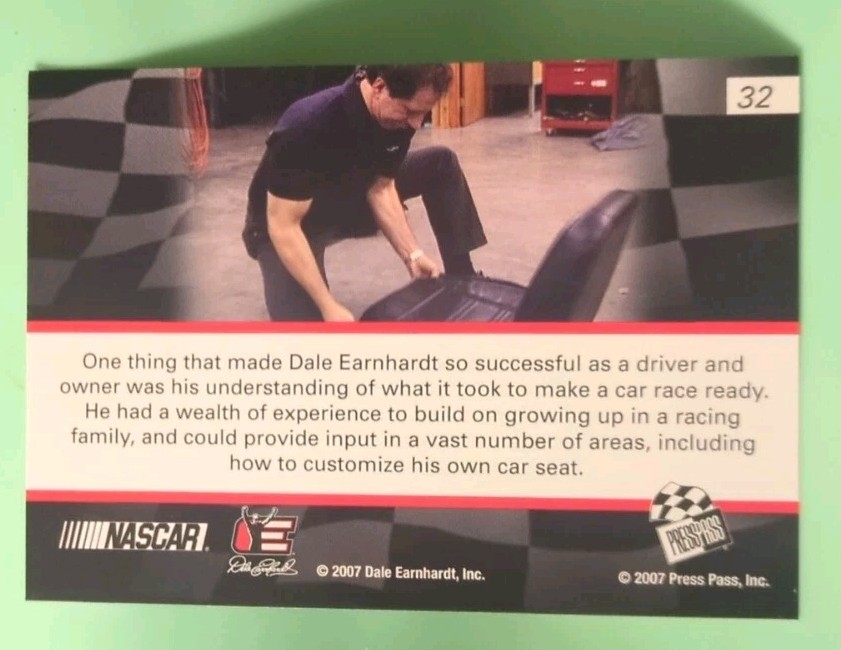 32
One thing that made Dale Earnhardt so successful as a driver and
owner was his understanding of what it took to make a car race ready.
He had a wealth of experience to build on growing up in a racing
family, and could provide input in a vast number of areas, including
how to customize his own car seat.
NASCAR®
DE
Dale Earnhardt
© 2007 Dale Earnhardt, Inc.
PRESS PASS
© 2007 Press Pass, Inc.